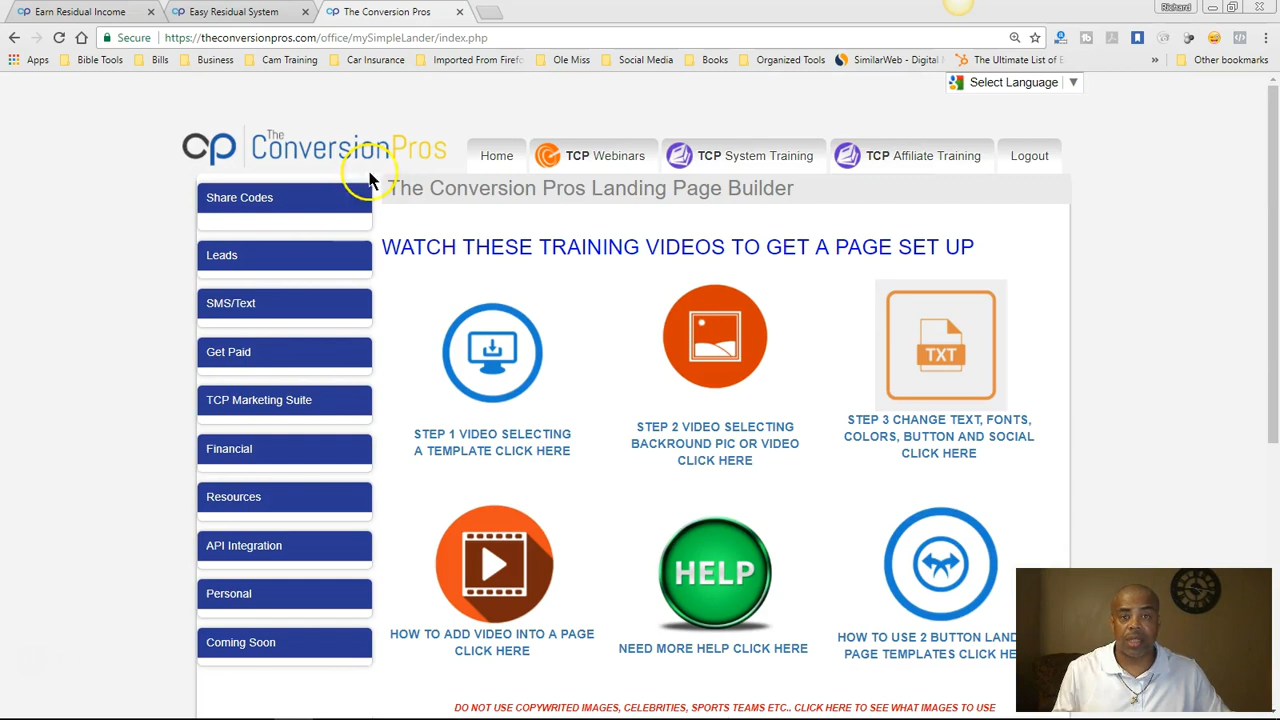 Earn Residual Income
Easy Residual System
The Conversion Pros
Richard
Secure
https://theconversionpros.com/office/mySimpleLander/index.php
Apps
Bible Tools
Bills
Business
Cam Training
Car Insurance
Imported From Firef
Ole Miss
Social Media
Books
Organized Tools
SimilarWeb - Digital
The Ultimate List of E
»
Other bookmarks
Select Language ▼
cp The ConversionPros
Home
TCP Webinars
TCP System Training
TCP Affiliate Training
Logout
The Conversion Pros Landing Page Builder
Share Codes
Leads
SMS/Text
Get Paid
TCP Marketing Suite
Financial
Resources
API Integration
Personal
Coming Soon
WATCH THESE TRAINING VIDEOS TO GET A PAGE SET UP
STEP 1 VIDEO SELECTING
A TEMPLATE CLICK HERE
STEP 2 VIDEO SELECTING
BACKROUND PIC OR VIDEO
CLICK HERE
TXT
STEP 3 CHANGE TEXT, FONTS,
COLORS, BUTTON AND SOCIAL
CLICK HERE
HOW TO ADD VIDEO INTO A PAGE
CLICK HERE
HELP
NEED MORE HELP CLICK HERE
HOW TO USE 2 BUTTON LAND
PAGE TEMPLATES CLICK HE
DO NOT USE COPYWRITED IMAGES, CELEBRITIES, SPORTS TEAMS ETC.. CLICK HERE TO SEE WHAT IMAGES TO USE